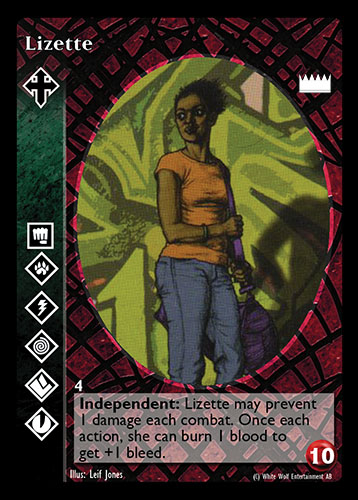 Lizette
4
Independent: Lizette may prevent
1 damage each combat. Once each
action, she can burn 1 blood to
get +1 bleed.
10
Illus: Leif Jones
(C) White Wolf Entertainment AB